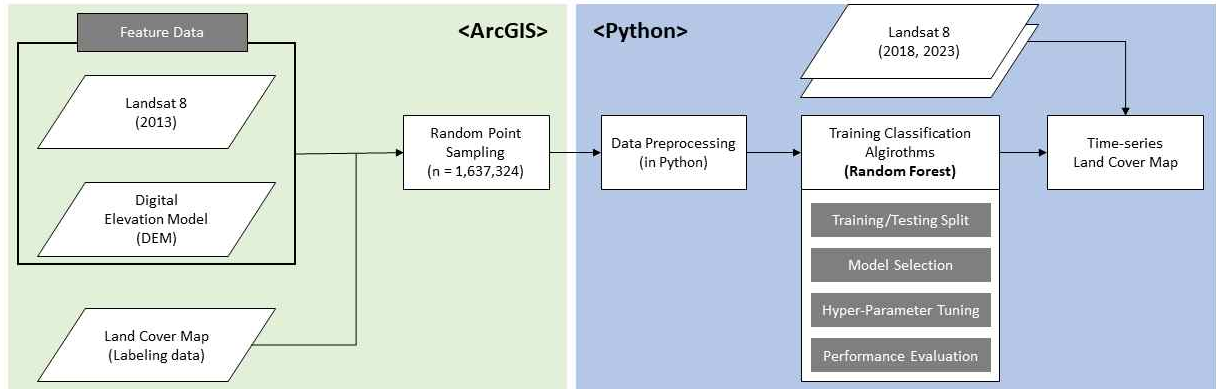 Feature Data
<ArcGIS>
Landsat 8
(2013)
Digital
Elevation Model
(DEM)
Land Cover Map
(Labeling data)
Random Point
Sampling
(n = 1,637,324)
<Python>
Data Preprocessing
(in Python)
Landsat 8
(2018, 2023)
Training Classification
Algirothms
(Random Forest)
Training/Testing Split
Model Selection
Hyper-Parameter Tuning
Performance Evaluation
Time-series
Land Cover Map